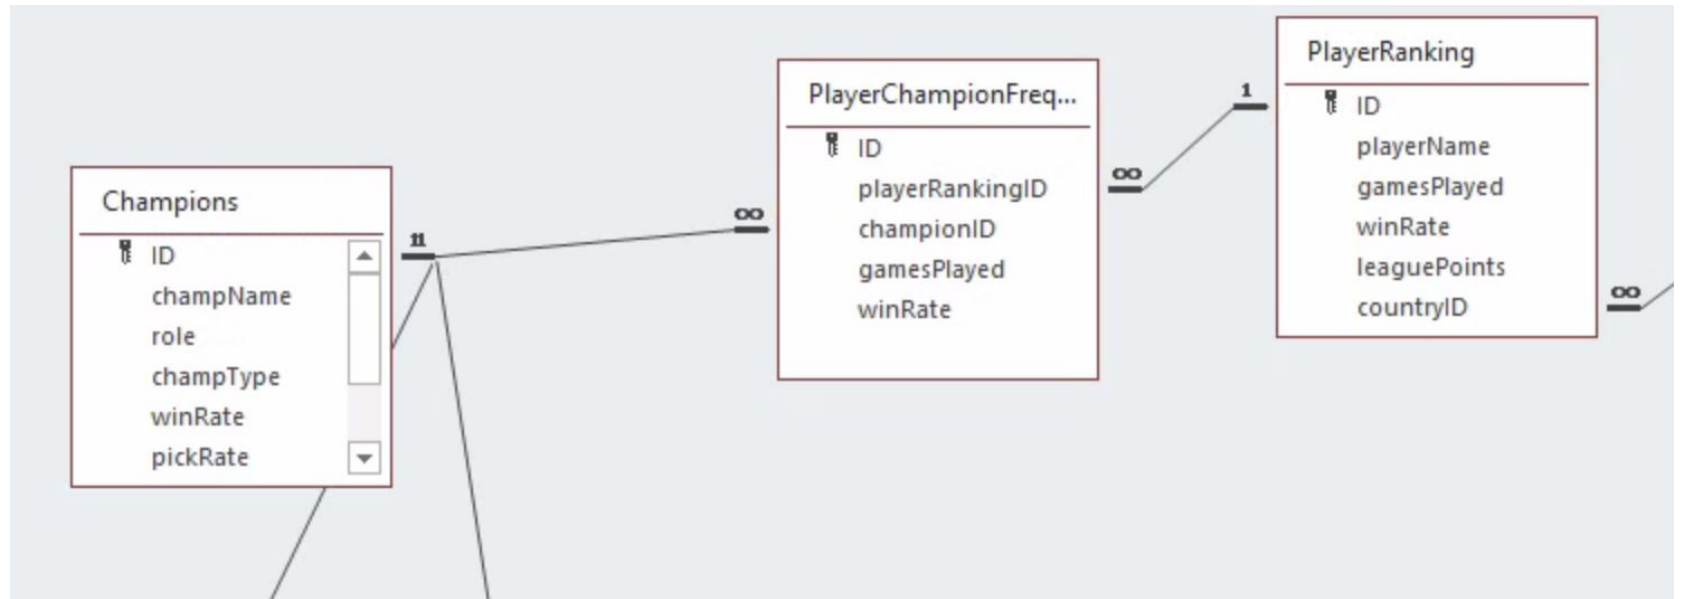 Champions
ID
champName
role
champType
winRate
pickRate
11
∞
PlayerChampionFreq...
ID
playerRankingID
championID
gamesPlayed
winRate
∞
1
PlayerRanking
ID
playerName
gamesPlayed
winRate
leaguePoints
countryID
∞